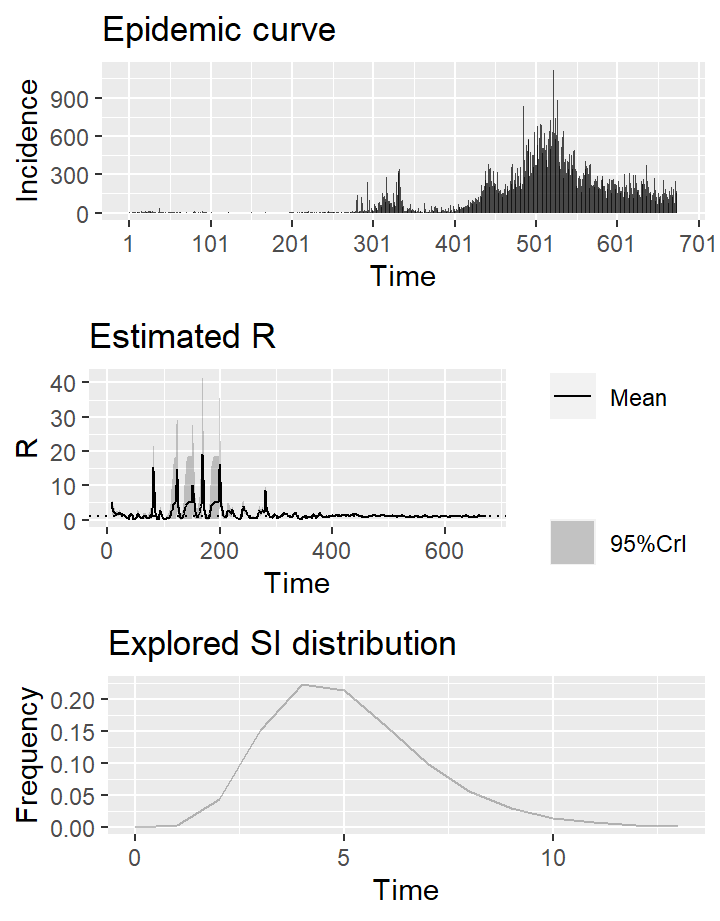 Epidemic curve
Incidence
900
600
300
0
1 101 201 301 401 501 601 701
Time
Estimated R
R
40
30
20
10
0
0 200 400 600
Time
Mean
95%CrI
Explored SI distribution
Frequency
0.20
0.15
0.10
0.05
0.00
0 5 10
Time